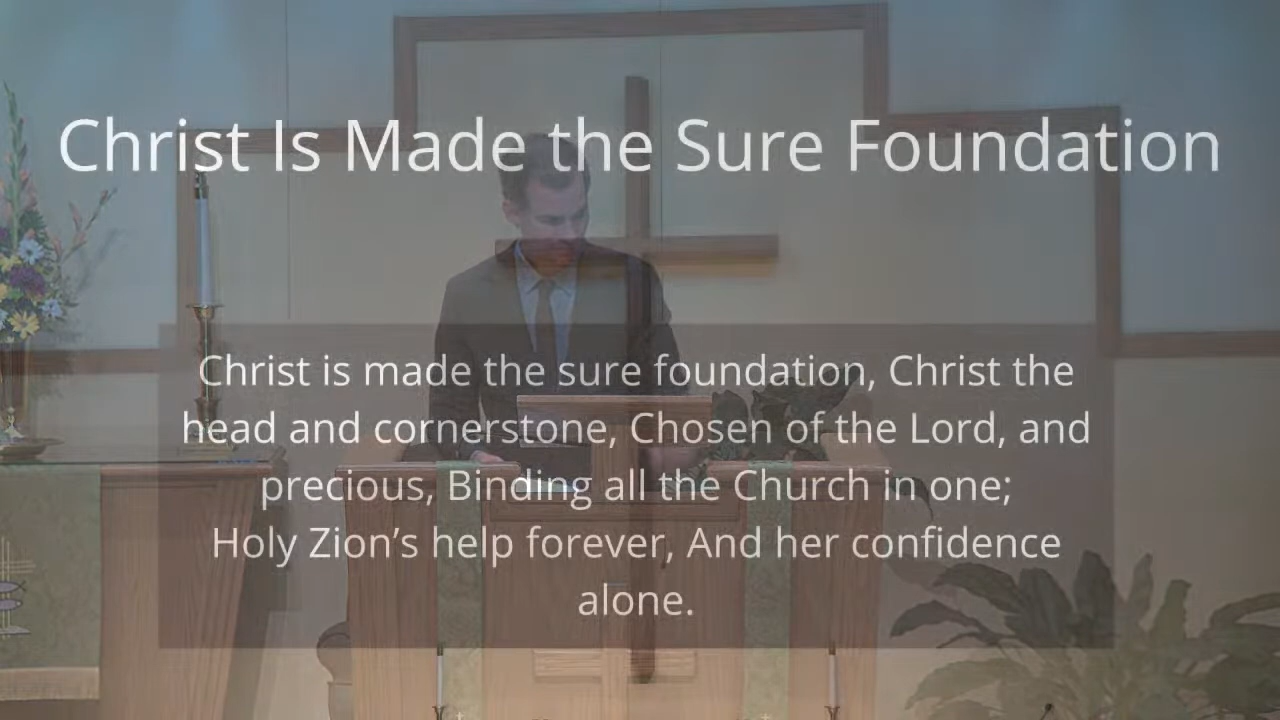 Christ Is Made the Sure Foundation
Christ is made the sure foundation, Christ the
head and cornerstone, Chosen of the Lord, and
precious, Binding all the Church in one;
Holy Zion’s help forever, And her confidence
alone.